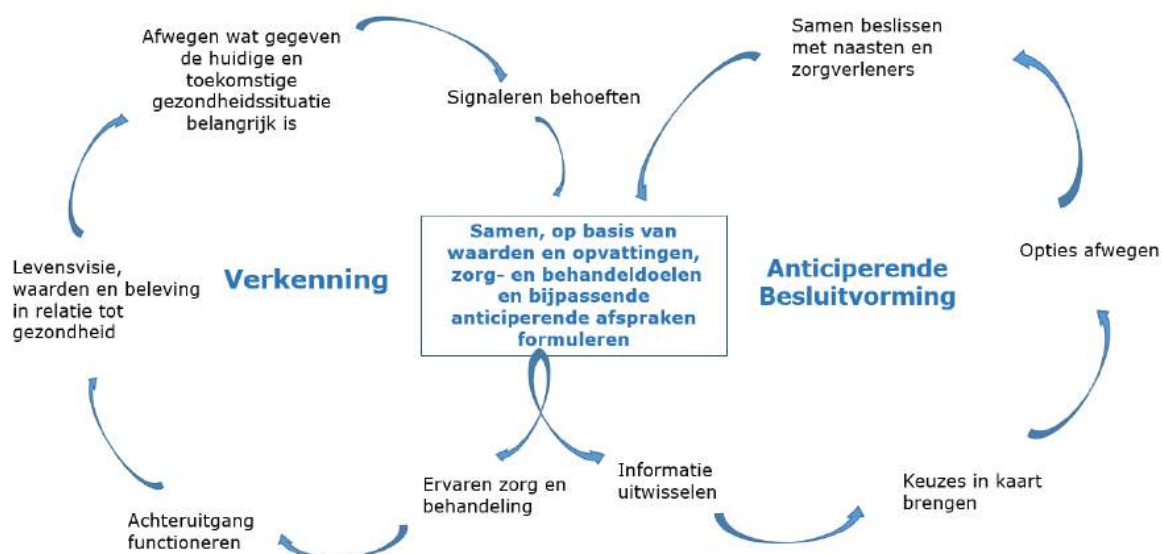 Afwegen wat gegeven
de huidige en
toekomstige
gezondheidssituatie
belangrijk is
Signaleren behoeften
Samen beslissen
met naasten en
zorgverleners
Levensvisie,
waarden en beleving
in relatie tot
gezondheid
Verkenning
Samen, op basis van
waarden en opvattingen,
zorg- en behandeldoelen
en bijpassende
anticiperende afspraken
formuleren
Anticiperende
Besluitvorming
Opties afwegen
Achteruitgang
functioneren
Ervaren zorg en
behandeling
Informatie
uitwisselen
Keuzes in kaart
brengen